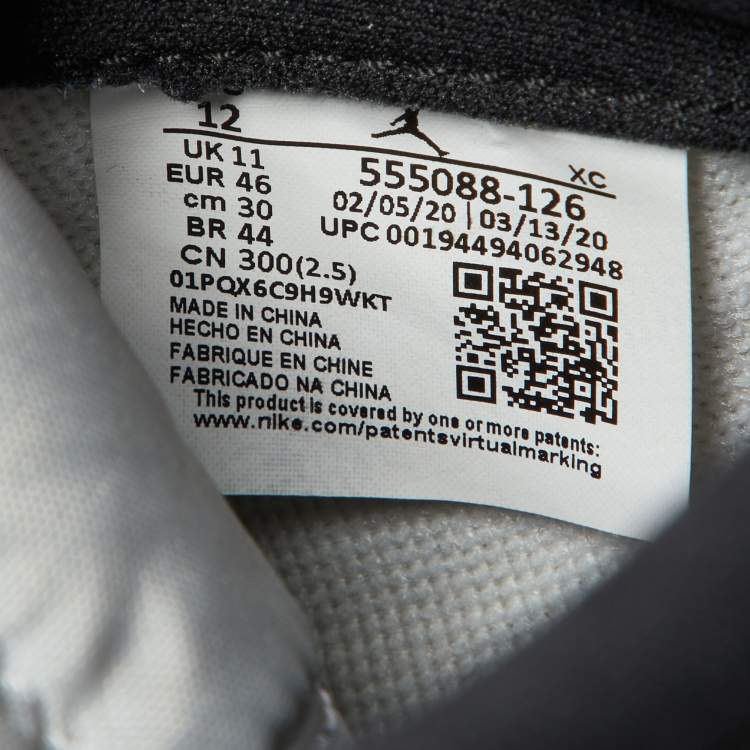 12
UK 11
EUR 46
cm 30
BR 44
CN 300(2.5)
01PQX6C9H9WKT
MADE IN CHINA
HECHO EN CHINA
FABRIQUE EN CHINE
FABRICADO NA CHINA
XC
555088-126
02/05/20 | 03/13/20
UPC 00194494062948
This product is covered by one or more patents:
www.nike.com/patentsvirtualmarking